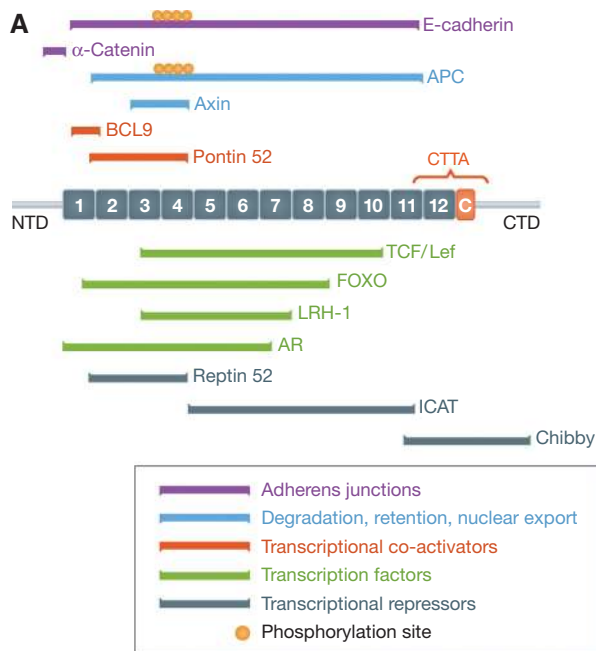 A
E-cadherin
α-Catenin
APC
Axin
BCL9
Pontin 52
CTTA
1 2 3 4 5 6 7 8 9 10 11 12 C
NTD
CTD
TCF/Lef
FOXO
LRH-1
AR
Reptin 52
ICAT
Chibby
Adherens junctions
Degradation, retention, nuclear export
Transcriptional co-activators
Transcription factors
Transcriptional repressors
Phosphorylation site